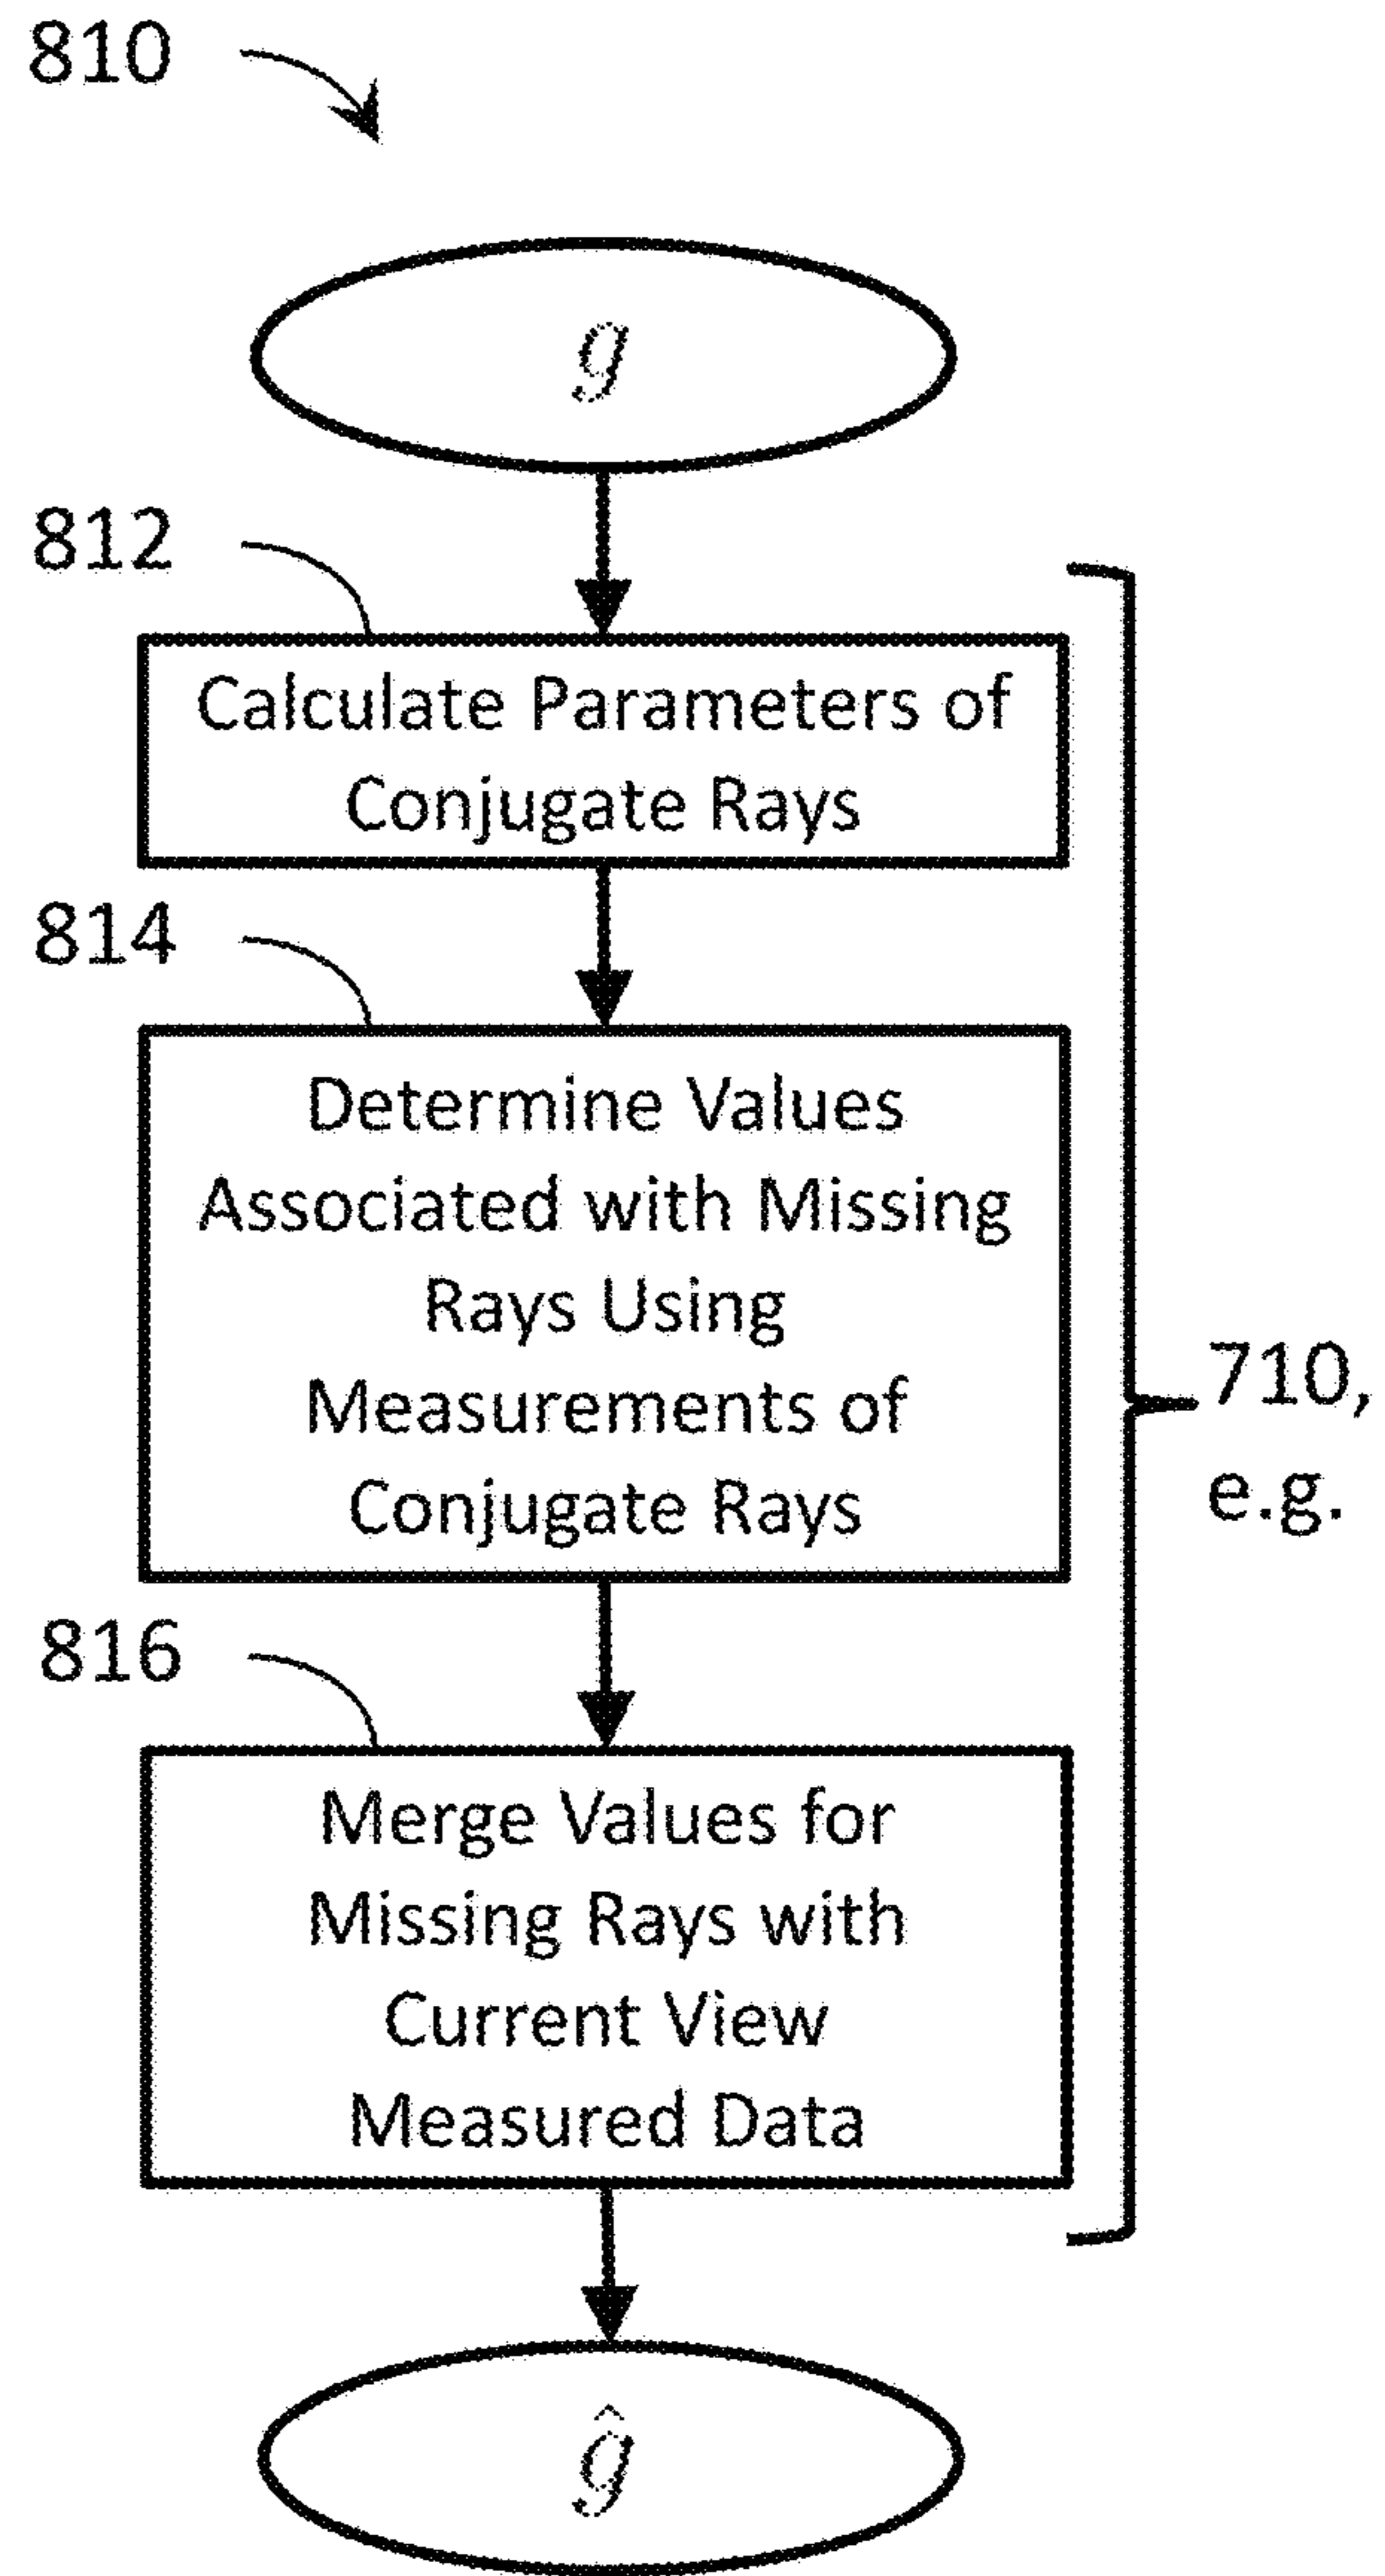 810
g
812
Calculate Parameters of
Conjugate Rays
814
Determine Values
Associated with Missing
Rays Using
Measurements of
Conjugate Rays
710,
e.g.
816
Merge Values for
Missing Rays with
Current View
Measured Data
ĝ